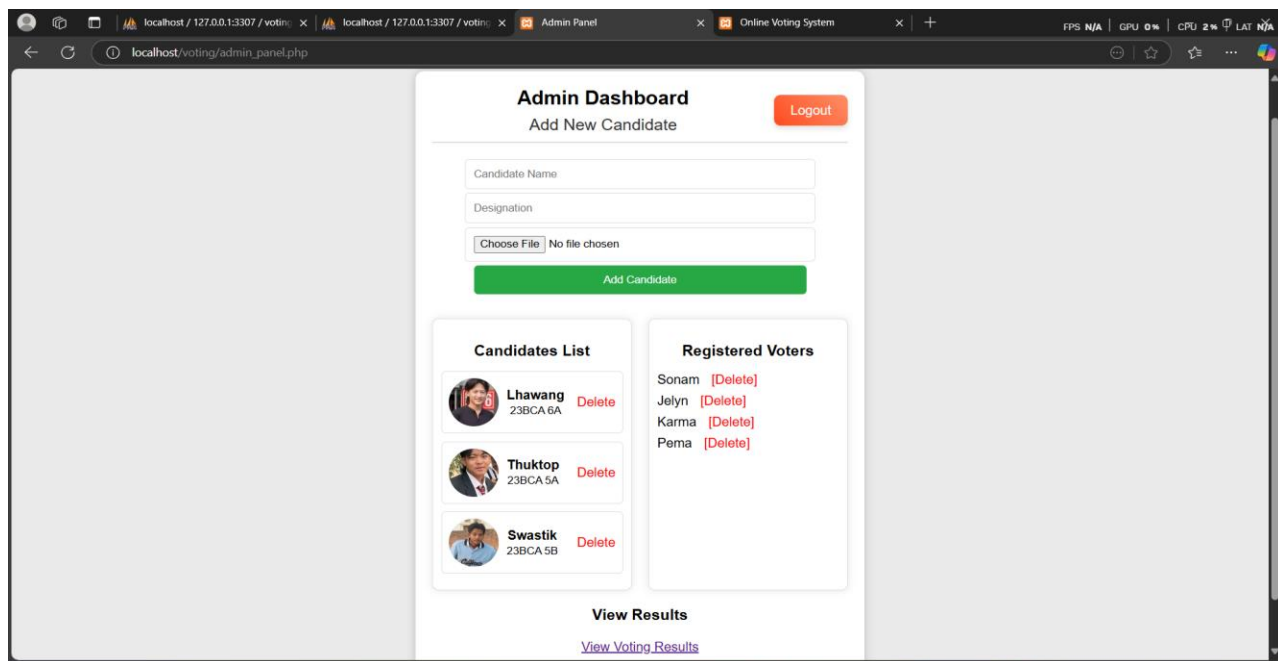 localhost / 127.0.0.1:3307 / voting
localhost / 127.0.0.1:3307 / voting
Admin Panel
Online Voting System
FPS N/A | GPU 0% | CPU 2% LAT N/A
localhost/voting/admin_panel.php
Admin Dashboard
Logout
Add New Candidate
Candidate Name
Designation
Choose File No file chosen
Add Candidate
Candidates List
Lhawang
23BCA 6A
Delete
Thuktop
23BCA 5A
Delete
Swastik
23BCA 5B
Delete
Registered Voters
Sonam [Delete]
Jelyn [Delete]
Karma [Delete]
Pema [Delete]
View Results
View Voting Results